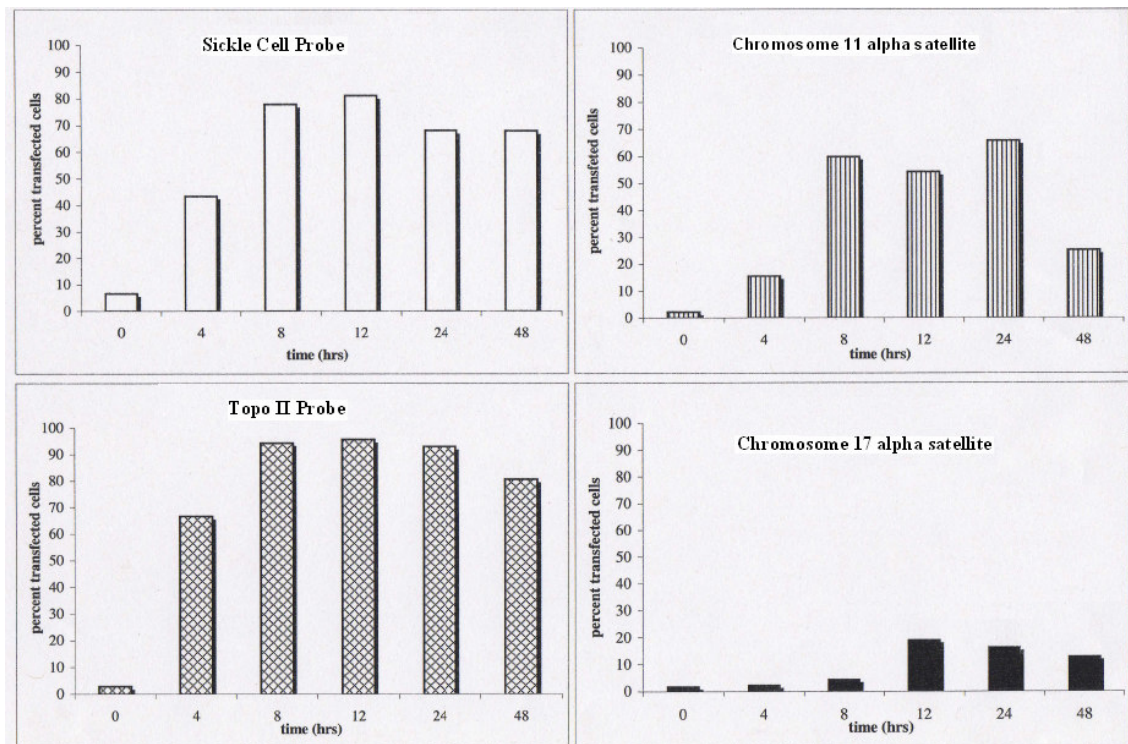 Sickle Cell Probe
percent transfected cells
100
90
80
70
60
50
40
30
20
10
0
0 4 8 12 24 48
time (hrs)
Chromosome 11 alpha satellite
percent transfeted cells
100
90
80
70
60
50
40
30
20
10
0
0 4 8 12 24 48
time (hrs)
Topo II Probe
percent transfected cells
100
90
80
70
60
50
40
30
20
10
0
0 4 8 12 24 48
time (hrs)
Chromosome 17 alpha satellite
percent transfected cells
100
90
80
70
60
50
40
30
20
10
0
0 4 8 12 24 48
time (hrs)